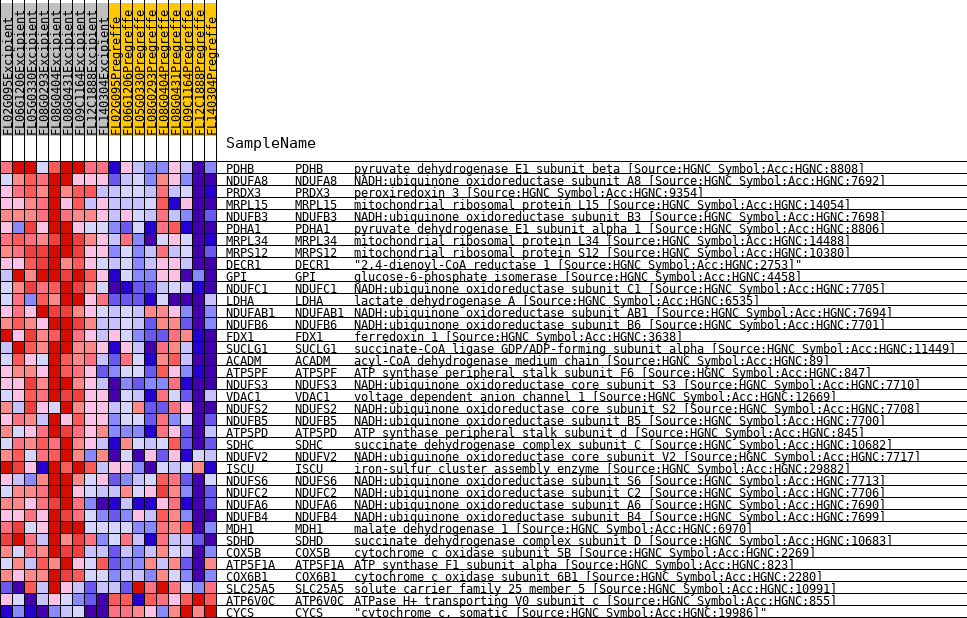 FL02G095Excipient
FL06G1206Excipient
FL05G0330Excipient
FL08G0293Excipient
FL08G0404Excipient
FL08G0431Excipient
FL09C1164Excipient
FL12C1888Excipient
FL140304Excipient
FL02G095Pregreffe
FL06G1206Pregreffe
FL05G0330Pregreffe
FL08G0293Pregreffe
FL08G0404Pregreffe
FL08G0431Pregreffe
FL09C1164Pregreffe
FL12C1888Pregreffe
FL140304Pregreffe
SampleName
PDHB PDHB pyruvate dehydrogenase E1 subunit beta [Source:HGNC Symbol;Acc:HGNC:8808]
NDUFA8 NDUFA8 NADH:ubiquinone oxidoreductase subunit A8 [Source:HGNC Symbol;Acc:HGNC:7692]
PRDX3 PRDX3 peroxiredoxin 3 [Source:HGNC Symbol;Acc:HGNC:9354]
MRPL15 MRPL15 mitochondrial ribosomal protein L15 [Source:HGNC Symbol;Acc:HGNC:14054]
NDUFB3 NDUFB3 NADH:ubiquinone oxidoreductase subunit B3 [Source:HGNC Symbol;Acc:HGNC:7698]
PDHA1 PDHA1 pyruvate dehydrogenase E1 subunit alpha 1 [Source:HGNC Symbol;Acc:HGNC:8806]
MRPL34 MRPL34 mitochondrial ribosomal protein L34 [Source:HGNC Symbol;Acc:HGNC:14488]
MRPS12 MRPS12 mitochondrial ribosomal protein S12 [Source:HGNC Symbol;Acc:HGNC:10380]
DECR1 DECR1 "2,4-dienoyl-CoA reductase 1 [Source:HGNC Symbol;Acc:HGNC:2753]"
GPI GPI glucose-6-phosphate isomerase [Source:HGNC Symbol;Acc:HGNC:4458]
NDUFC1 NDUFC1 NADH:ubiquinone oxidoreductase subunit C1 [Source:HGNC Symbol;Acc:HGNC:7705]
LDHA LDHA lactate dehydrogenase A [Source:HGNC Symbol;Acc:HGNC:6535]
NDUFAB1 NDUFAB1 NADH:ubiquinone oxidoreductase subunit AB1 [Source:HGNC Symbol;Acc:HGNC:7694]
NDUFB6 NDUFB6 NADH:ubiquinone oxidoreductase subunit B6 [Source:HGNC Symbol;Acc:HGNC:7701]
FDX1 FDX1 ferredoxin 1 [Source:HGNC Symbol;Acc:HGNC:3638]
SUCLG1 SUCLG1 succinate-CoA ligase GDP/ADP-forming subunit alpha [Source:HGNC Symbol;Acc:HGNC:11449]
ACADM ACADM acyl-CoA dehydrogenase medium chain [Source:HGNC Symbol;Acc:HGNC:89]
ATP5PF ATP5PF ATP synthase peripheral stalk subunit F6 [Source:HGNC Symbol;Acc:HGNC:847]
NDUFS3 NDUFS3 NADH:ubiquinone oxidoreductase core subunit S3 [Source:HGNC Symbol;Acc:HGNC:7710]
VDAC1 VDAC1 voltage dependent anion channel 1 [Source:HGNC Symbol;Acc:HGNC:12669]
NDUFS2 NDUFS2 NADH:ubiquinone oxidoreductase core subunit S2 [Source:HGNC Symbol;Acc:HGNC:7708]
NDUFB5 NDUFB5 NADH:ubiquinone oxidoreductase subunit B5 [Source:HGNC Symbol;Acc:HGNC:7700]
ATP5PD ATP5PD ATP synthase peripheral stalk subunit d [Source:HGNC Symbol;Acc:HGNC:845]
SDHC SDHC succinate dehydrogenase complex subunit C [Source:HGNC Symbol;Acc:HGNC:10682]
NDUFV2 NDUFV2 NADH:ubiquinone oxidoreductase core subunit V2 [Source:HGNC Symbol;Acc:HGNC:7717]
ISCU ISCU iron-sulfur cluster assembly enzyme [Source:HGNC Symbol;Acc:HGNC:29882]
NDUFS6 NDUFS6 NADH:ubiquinone oxidoreductase subunit S6 [Source:HGNC Symbol;Acc:HGNC:7713]
NDUFC2 NDUFC2 NADH:ubiquinone oxidoreductase subunit C2 [Source:HGNC Symbol;Acc:HGNC:7706]
NDUFA6 NDUFA6 NADH:ubiquinone oxidoreductase subunit A6 [Source:HGNC Symbol;Acc:HGNC:7690]
NDUFB4 NDUFB4 NADH:ubiquinone oxidoreductase subunit B4 [Source:HGNC Symbol;Acc:HGNC:7699]
MDH1 MDH1 malate dehydrogenase 1 [Source:HGNC Symbol;Acc:HGNC:6970]
SDHD SDHD succinate dehydrogenase complex subunit D [Source:HGNC Symbol;Acc:HGNC:10683]
COX5B COX5B cytochrome c oxidase subunit 5B [Source:HGNC Symbol;Acc:HGNC:2269]
ATP5F1A ATP5F1A ATP synthase F1 subunit alpha [Source:HGNC Symbol;Acc:HGNC:823]
COX6B1 COX6B1 cytochrome c oxidase subunit 6B1 [Source:HGNC Symbol;Acc:HGNC:2280]
SLC25A5 SLC25A5 solute carrier family 25 member 5 [Source:HGNC Symbol;Acc:HGNC:10991]
ATP6V0C ATP6V0C ATPase H+ transporting V0 subunit c [Source:HGNC Symbol;Acc:HGNC:855]
CYCS CYCS "cytochrome c, somatic [Source:HGNC Symbol;Acc:HGNC:19986]"